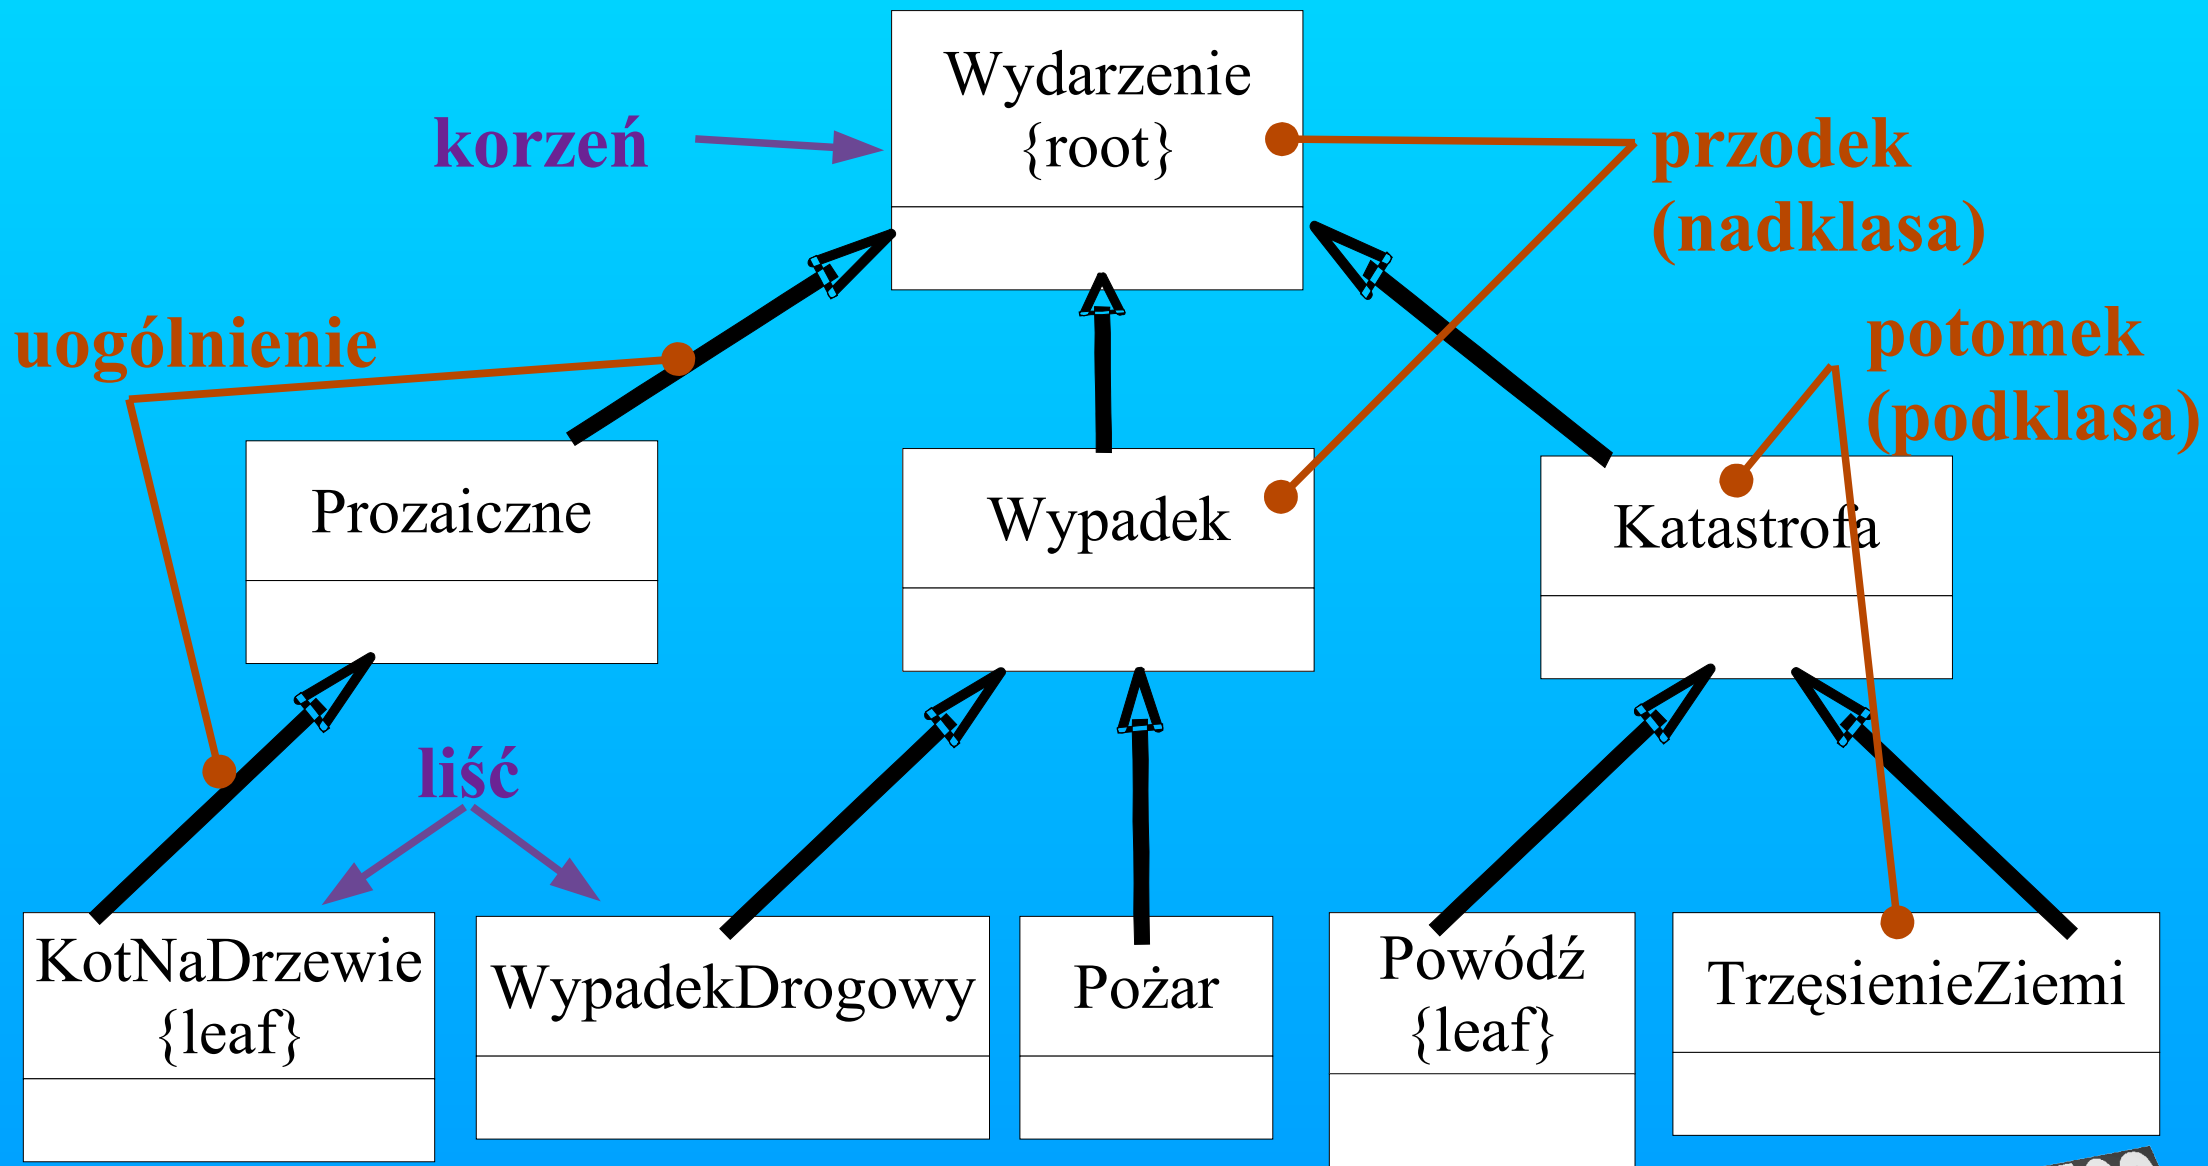 Wydarzenie
{root}
korzeń
przodek
(nadklasa)
uogólnienie
potomek
(podklasa)
Prozaiczne
Wypadek
Katastrofa
liść
KotNaDrzewie
{leaf}
WypadekDrogowy
Pożar
Powódź
{leaf}
TrzęsienieZiemi